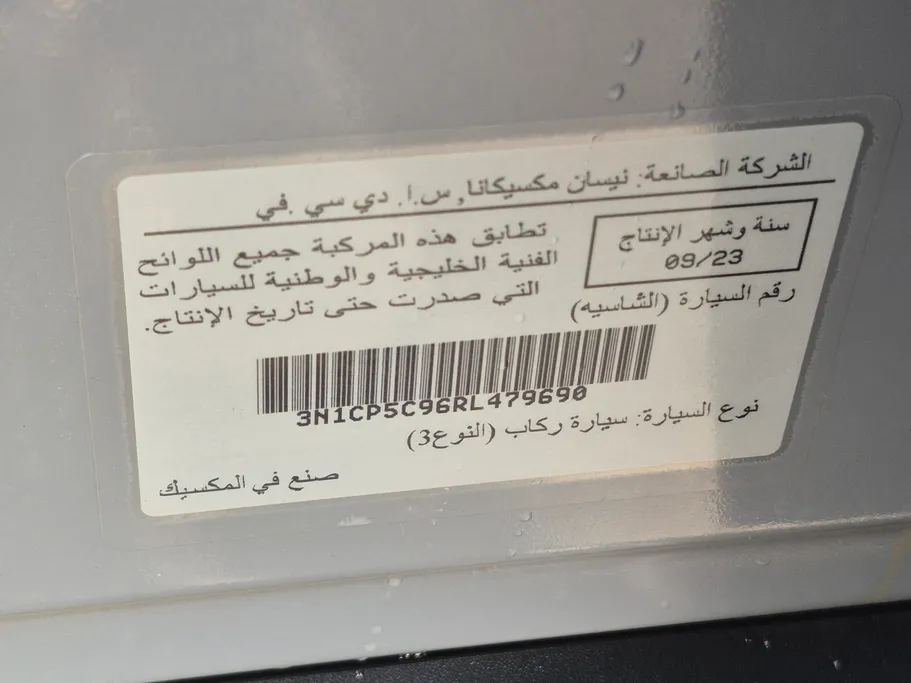 الشركة الصانعة: نيسان مكسيكانا, س.ا. دي سي .في
سنة وشهر الإنتاج
09/23
تطابق هذه المركبة جميع اللوائح
الفنية الخليجية والوطنية للسيارات
التي صدرت حتى تاريخ الإنتاج.
رقم السيارة (الشاسيه)
3N1CP5C96RL479690
نوع السيارة: سيارة ركاب (النوع3)
صنع في المكسيك